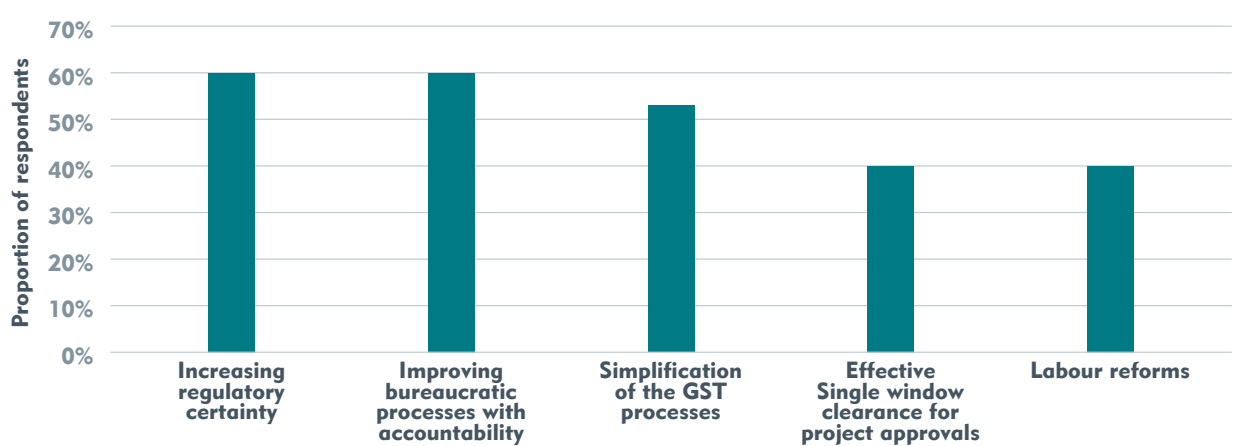 70%
60%
50%
40%
30%
20%
10%
0%
Proportion of respondents
Increasing
regulatory
certainty
Improving
bureaucratic
processes with
accountability
Simplification
of the GST
processes
Effective
Single window
clearance for
project approvals
Labour reforms